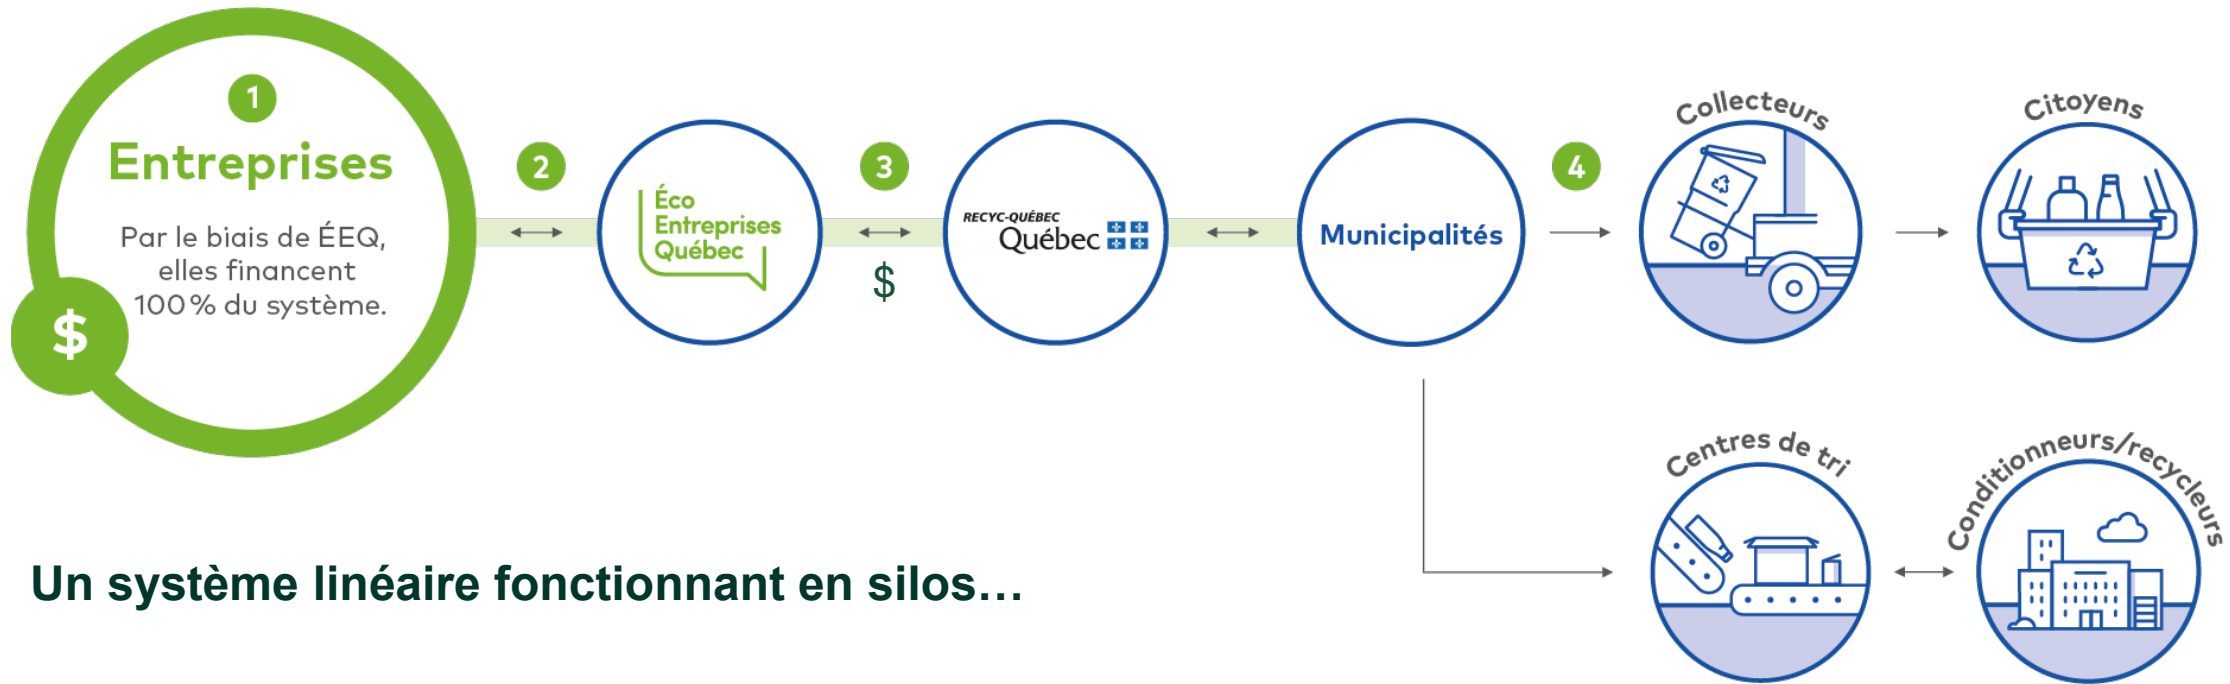 1
Entreprises
Par le biais de ÉEQ,
elles financent
100 % du système.
$
2
Éco
Entreprises
Québec
3
$
RECYC-QUÉBEC
Québec
Municipalités
4
Collecteurs
Citoyens
Centres de tri
Conditionneurs/recycleurs
Un système linéaire fonctionnant en silos…